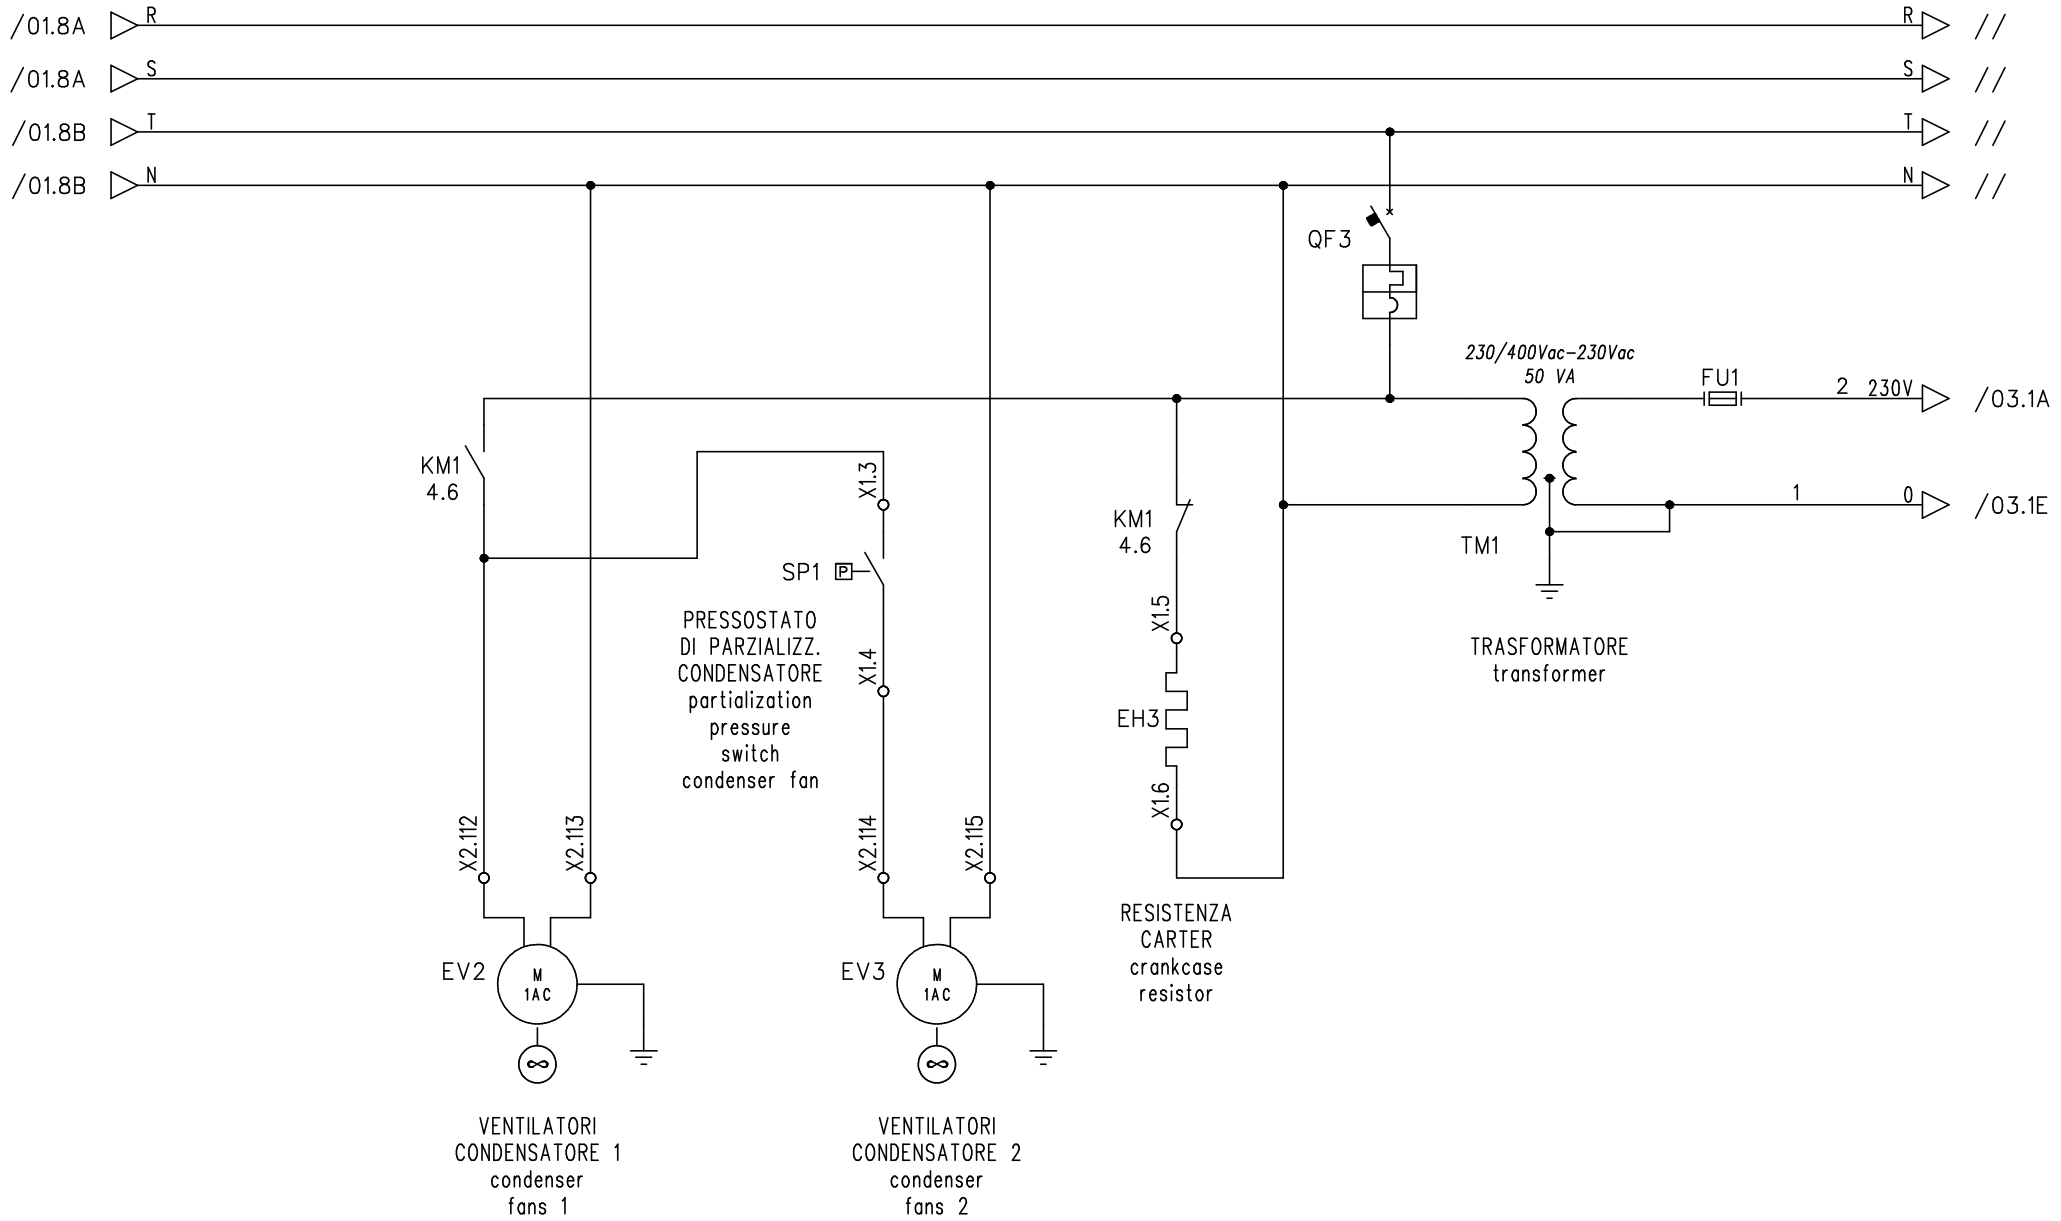 /01.8A R R //
/01.8A S S //
/01.8B T T //
/01.8B N N //
QF3
230/400Vac-230Vac
50 VA
FU1
2 230V /03.1A
KM1
4.6
X1.3
1 0 /03.1E
KM1
4.6
TM1
SP1 P
X1.5
PRESSOSTATO
DI PARZIALIZZ.
CONDENSATORE
partialization
pressure
switch
condenser fan
X1.4
TRASFORMATORE
transformer
EH3
X1.6
X2.112
X2.113
X2.114
X2.115
RESISTENZA
CARTER
crankcase
resistor
EV2
M
1AC
EV3
M
1AC
VENTILATORI
CONDENSATORE 1
condenser
fans 1
VENTILATORI
CONDENSATORE 2
condenser
fans 2